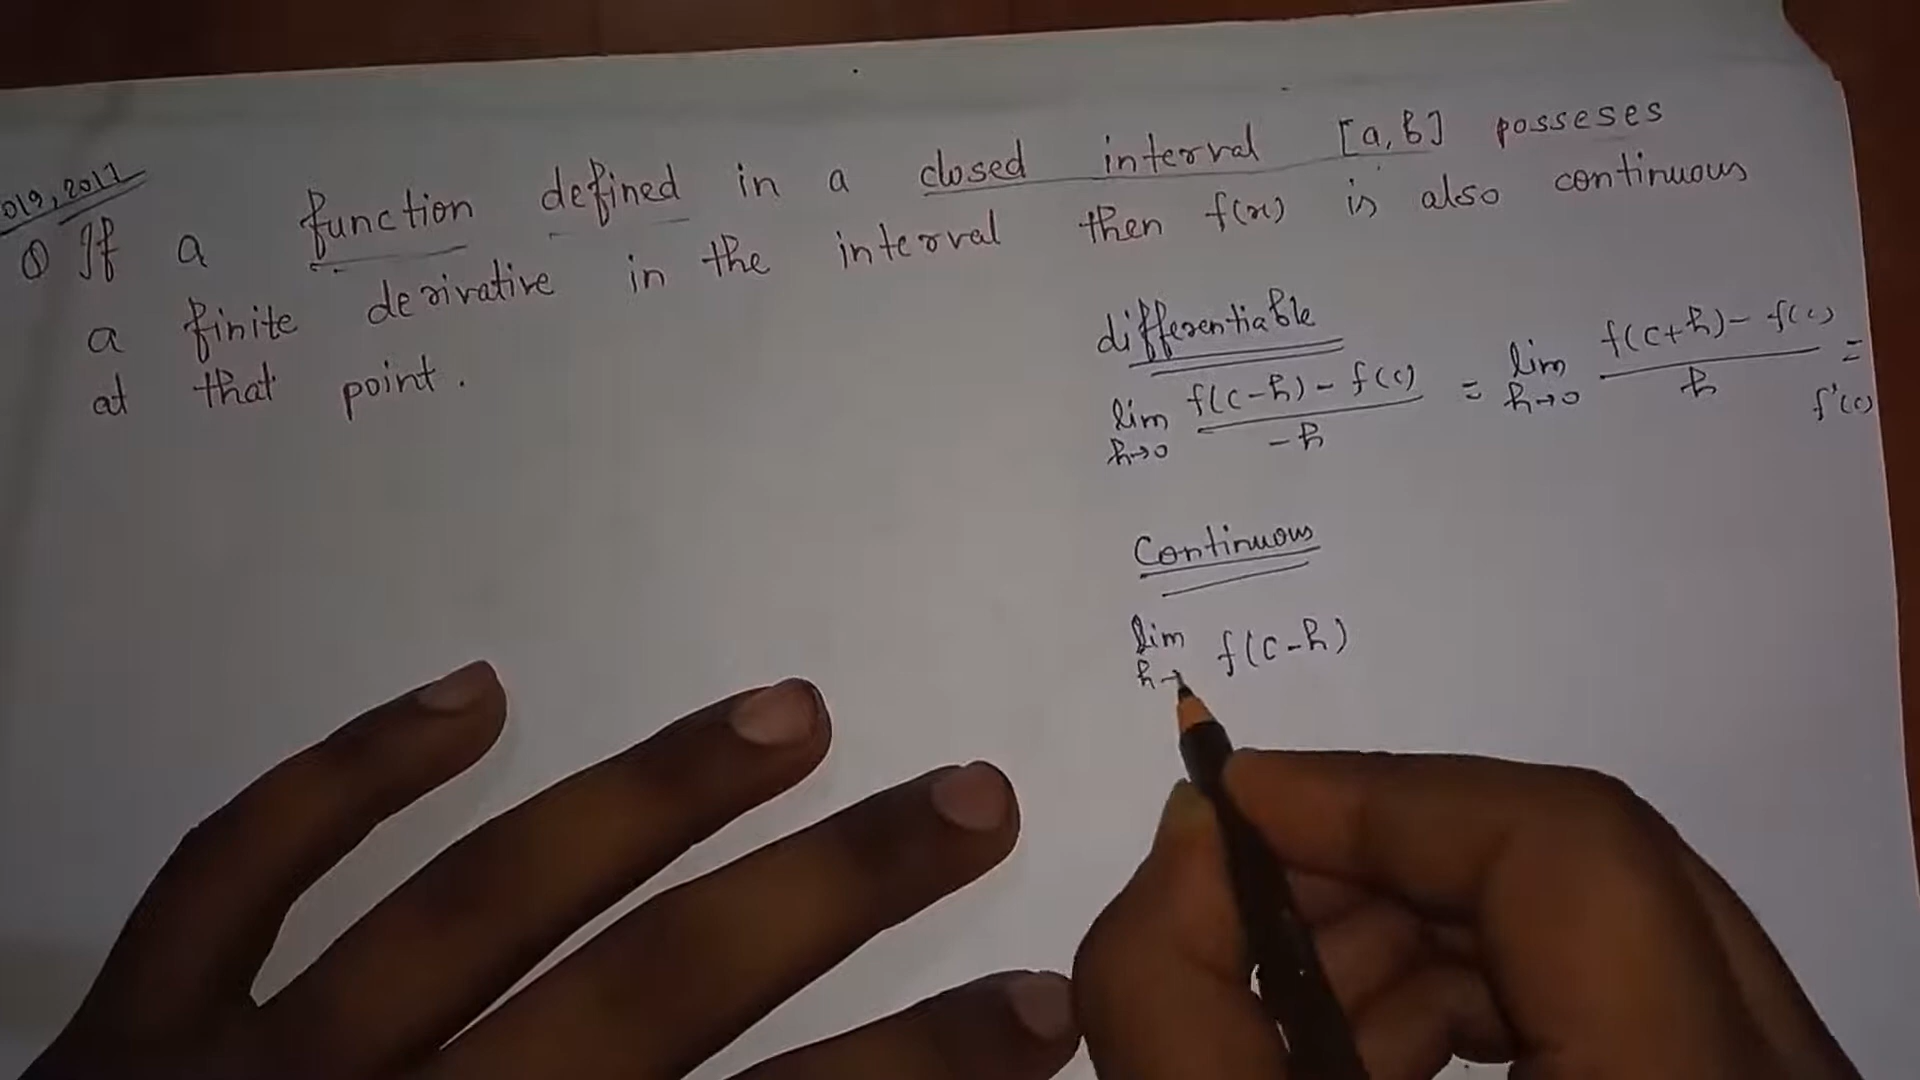 019, 2017
① If a function defined in a closed interval [a, b] posseses
a finite derivative in the interval then f(x) is also continuous
at that point.
differentiable
lim h→0 f(c-h) - f(c) / -h = lim h→0 f(c+h) - f(c) / h =
f'(c)
Continuous
lim h→ f(c-h)